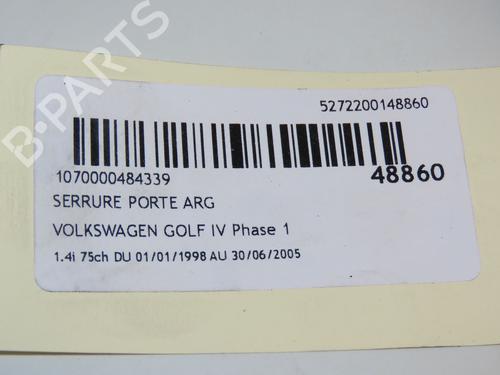 B-PARTS
5272200148860
1070000484339
48860
SERRURE PORTE ARG
VOLKSWAGEN GOLF IV Phase 1
1.4i 75ch DU 01/01/1998 AU 30/06/2005